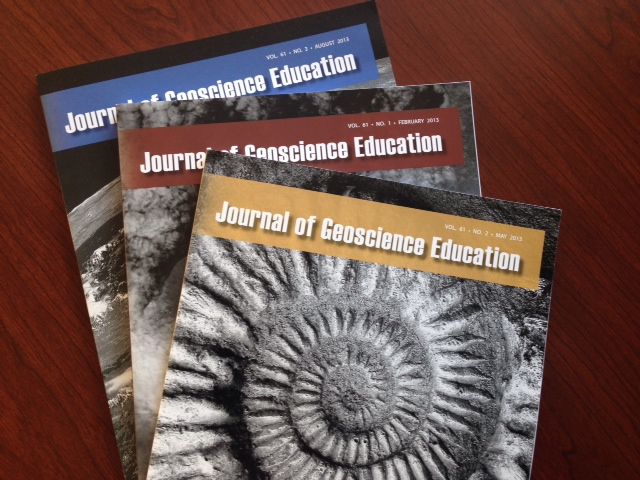 VOL. 61 • NO. 3 • AUGUST 2013
Journal of Geoscience Education
VOL. 61 • NO. 1 • FEBRUARY 2013
Journal of Geoscience Education
VOL. 61 • NO. 2 • MAY 2013
Journal of Geoscience Education